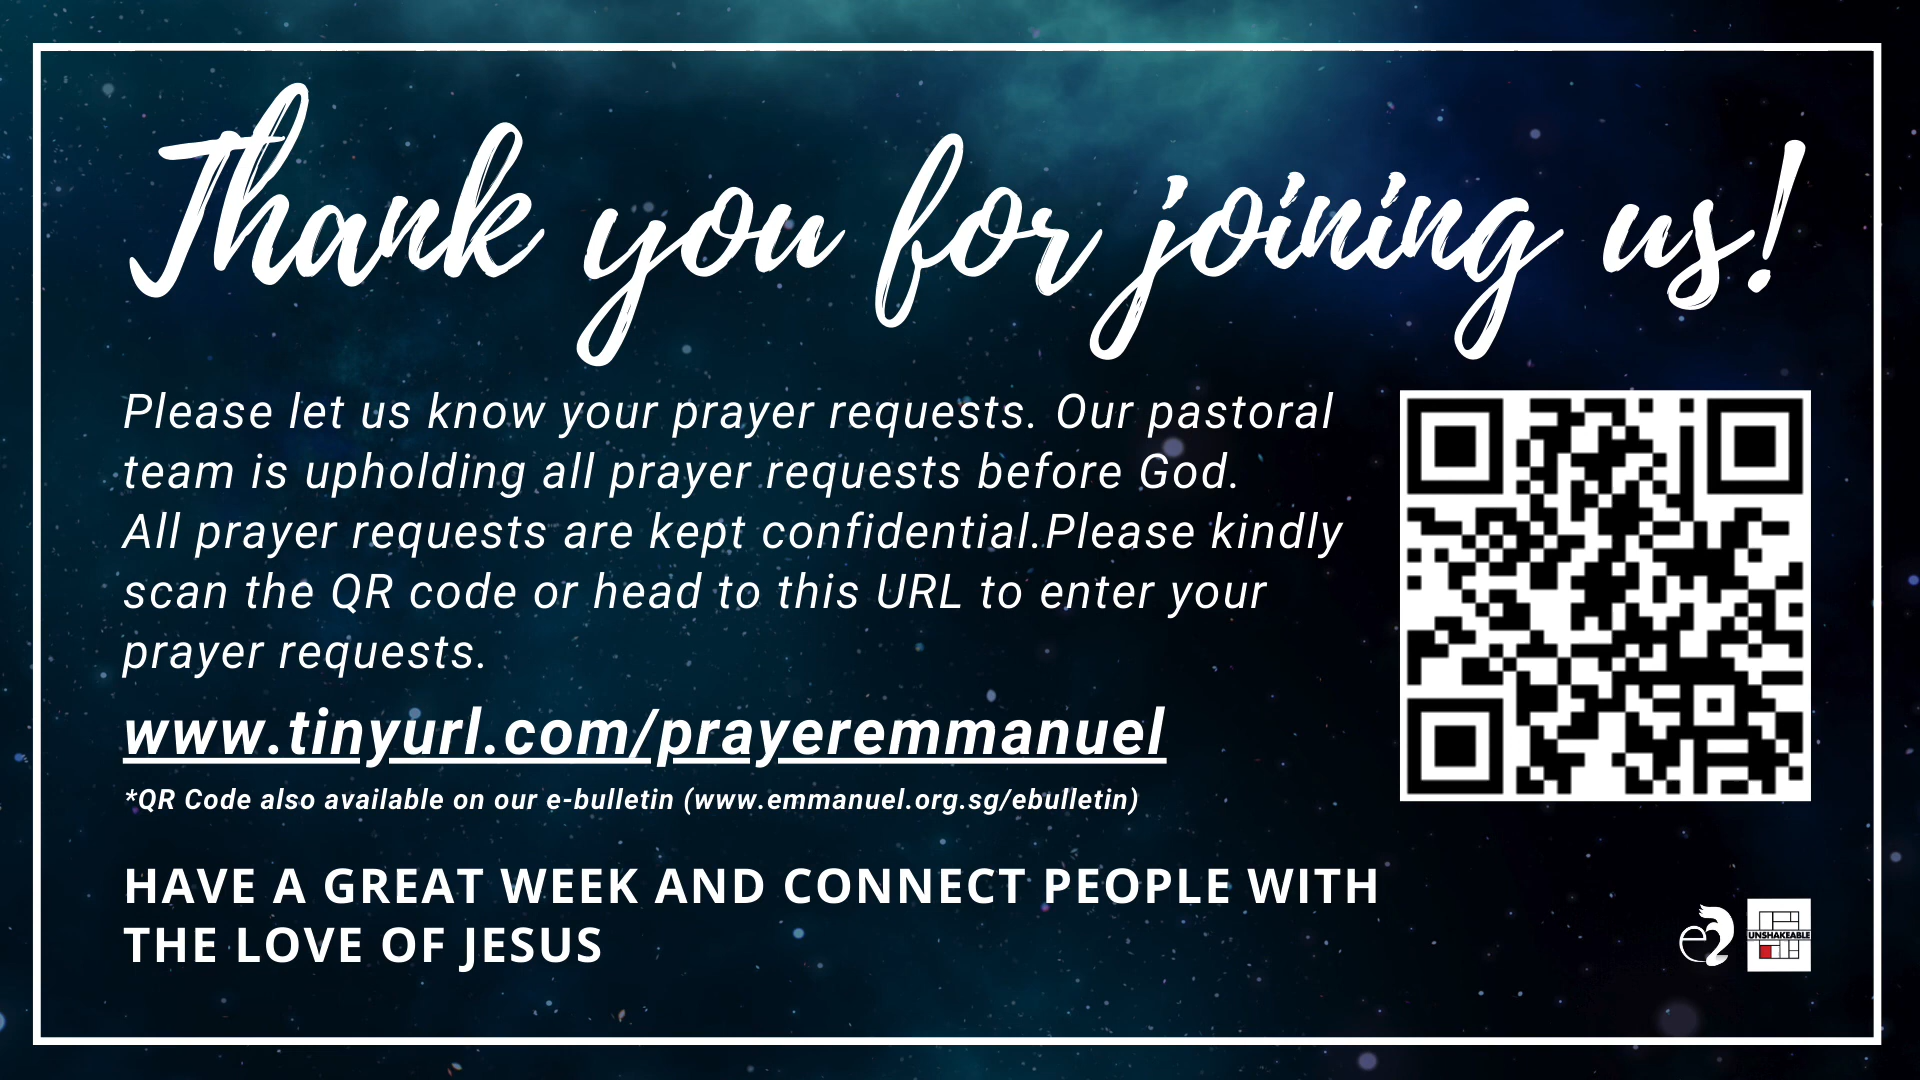 Thank you for joining us!
Please let us know your prayer requests. Our pastoral
team is upholding all prayer requests before God.
All prayer requests are kept confidential.Please kindly
scan the QR code or head to this URL to enter your
prayer requests.
www.tinyurl.com/prayeremmanuel
*QR Code also available on our e-bulletin (www.emmanuel.org.sg/ebulletin)
HAVE A GREAT WEEK AND CONNECT PEOPLE WITH
THE LOVE OF JESUS
e2
UNSHAKEABLE